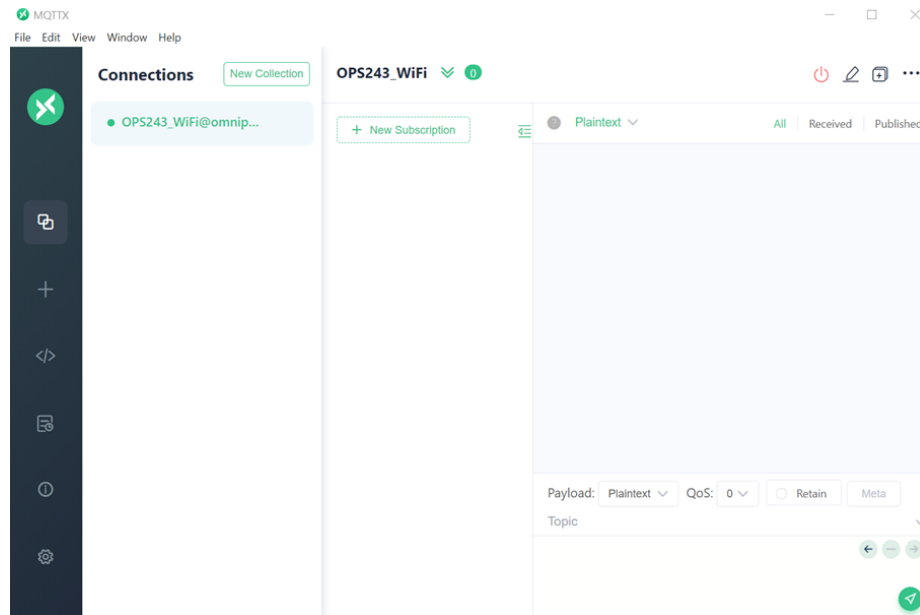 MQTTX
File Edit View Window Help
Connections
New Collection
OPS243_WiFi@omnip...
OPS243_WiFi 0
+ New Subscription
Plaintext
All Received Published
Payload: Plaintext QoS: 0 Retain Meta
Topic